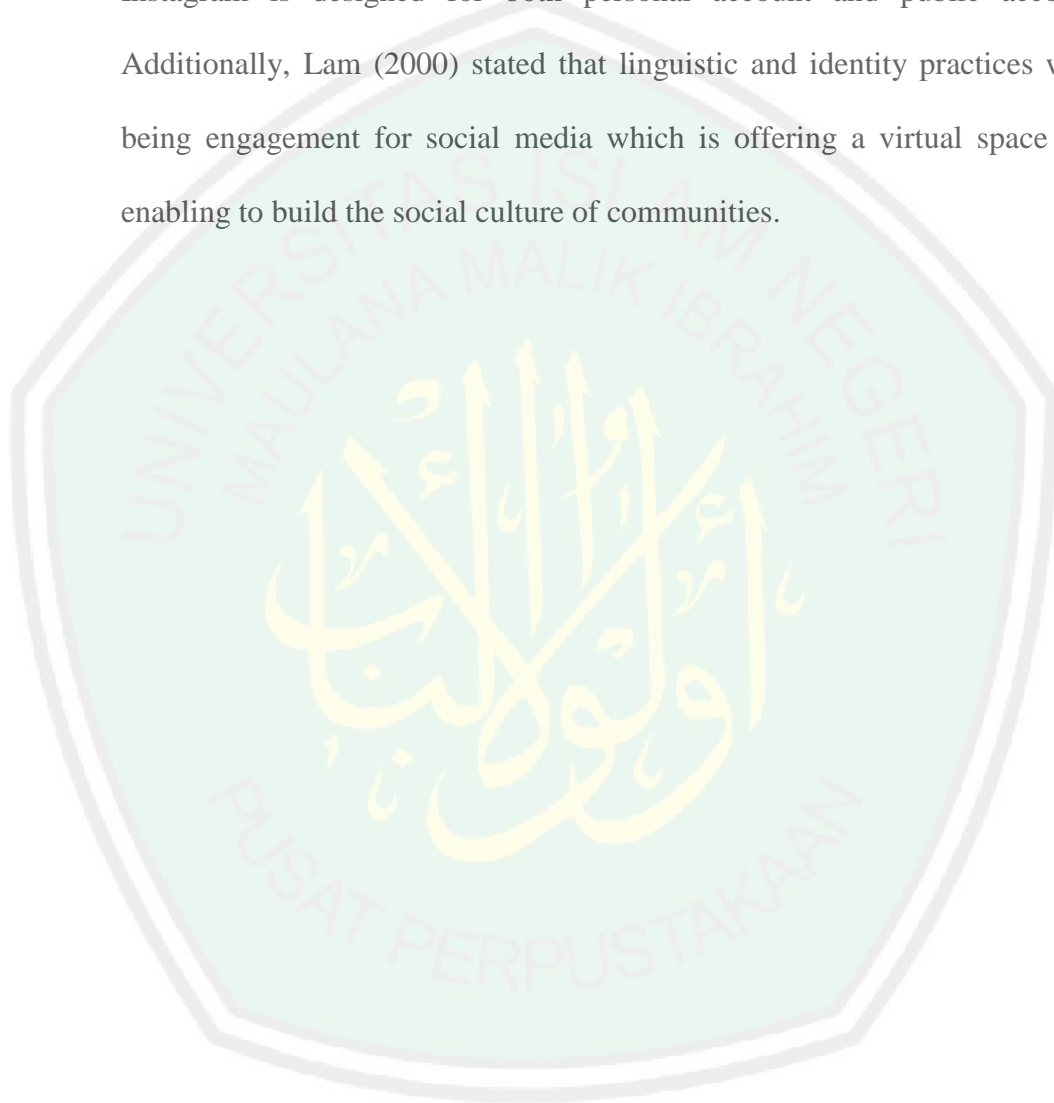 Instagram is designed for both personal account and public
Additionally, Lam (2000) stated that linguistic and identity practices
being engagement for social media which is offering a virtual space
enabling to build the social culture of communities.
UNIVERSITAS ISLAM NEGERI
MAULANA MALIK IBRAHIM
أولوا الألباب
PUSAT PERPUSTAKAAN